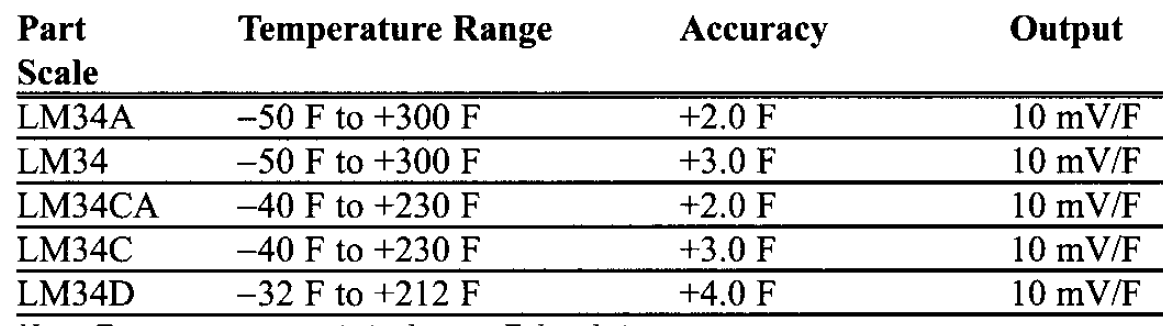 Part Temperature Range Accuracy Output
Scale
LM34A –50 F to +300 F +2.0 F 10 mV/F
LM34 –50 F to +300 F +3.0 F 10 mV/F
LM34CA –40 F to +230 F +2.0 F 10 mV/F
LM34C –40 F to +230 F +3.0 F 10 mV/F
LM34D –32 F to +212 F +4.0 F 10 mV/F